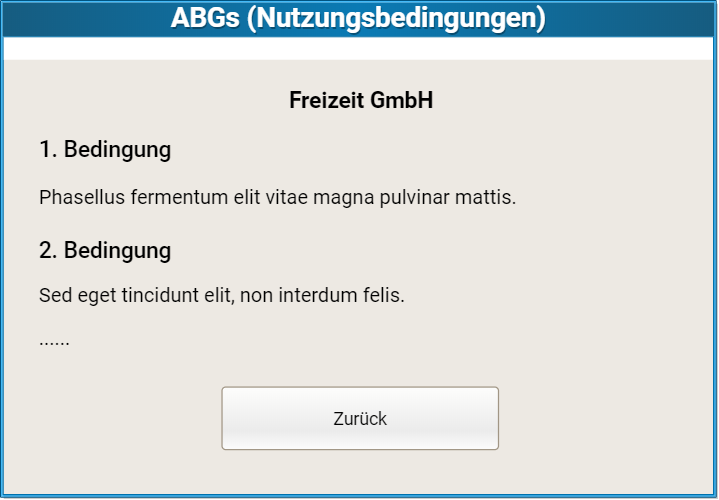 ABGs (Nutzungsbedingungen)
Freizeit GmbH
1. Bedingung
Phasellus fermentum elit vitae magna pulvinar mattis.
2. Bedingung
Sed eget tincidunt elit, non interdum felis.
......
Zurück